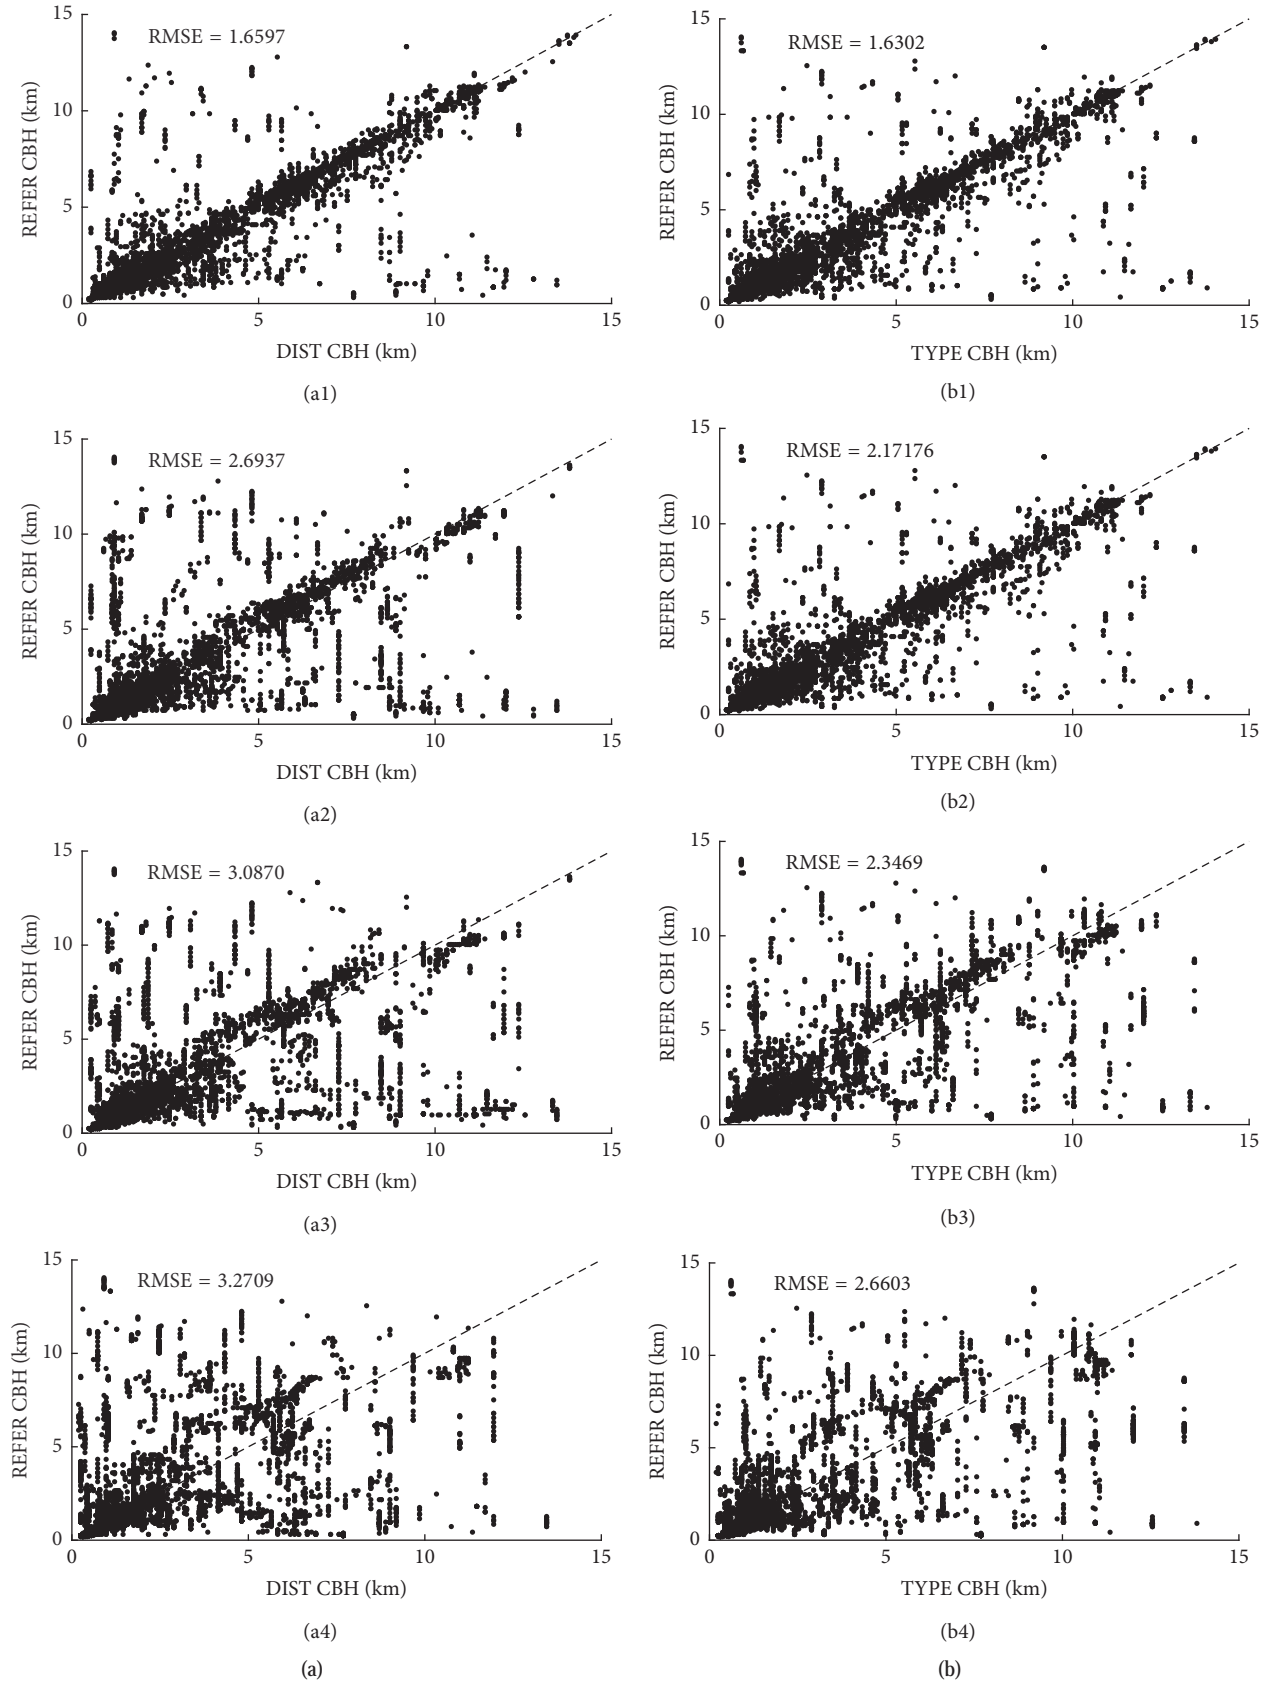 RMSE = 1.6597
REFER CBH (km)
15
10
5
0
0 5 10 15
DIST CBH (km)
(a1)
RMSE = 1.6302
REFER CBH (km)
15
10
5
0
0 5 10 15
TYPE CBH (km)
(b1)
RMSE = 2.6937
REFER CBH (km)
15
10
5
0
0 5 10 15
DIST CBH (km)
(a2)
RMSE = 2.17176
REFER CBH (km)
15
10
5
0
0 5 10 15
TYPE CBH (km)
(b2)
RMSE = 3.0870
REFER CBH (km)
15
10
5
0
0 5 10 15
DIST CBH (km)
(a3)
RMSE = 2.3469
REFER CBH (km)
15
10
5
0
0 5 10 15
TYPE CBH (km)
(b3)
RMSE = 3.2709
REFER CBH (km)
15
10
5
0
0 5 10 15
DIST CBH (km)
(a4)
(a)
RMSE = 2.6603
REFER CBH (km)
15
10
5
0
0 5 10 15
TYPE CBH (km)
(b4)
(b)